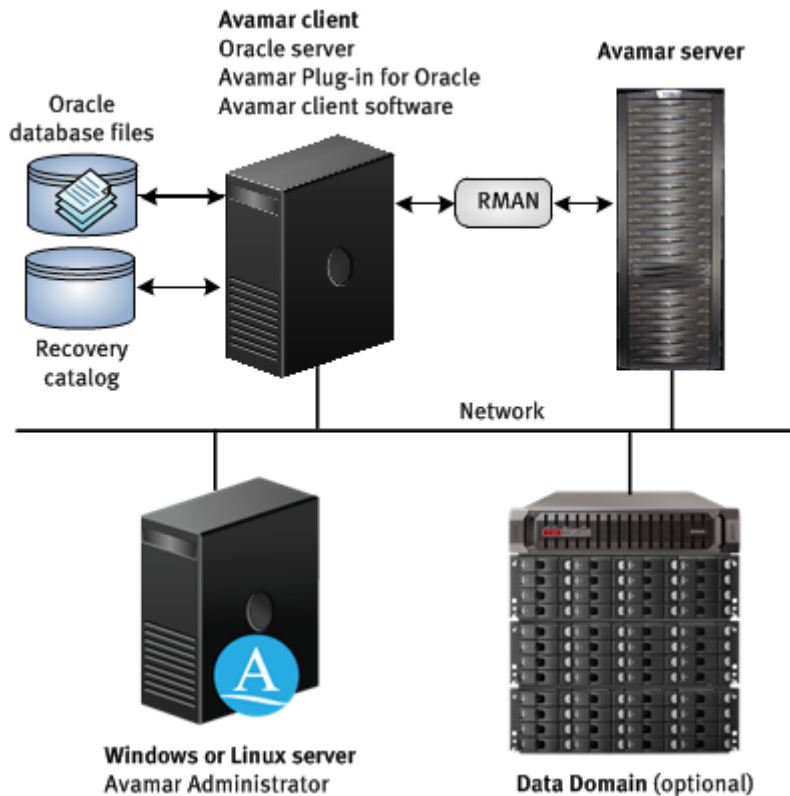 Avamar client
Oracle server
Avamar Plug-in for Oracle
Avamar client software
Avamar server
Oracle
database files
RMAN
Recovery
catalog
Network
A
Windows or Linux server
Avamar Administrator
Data Domain (optional)